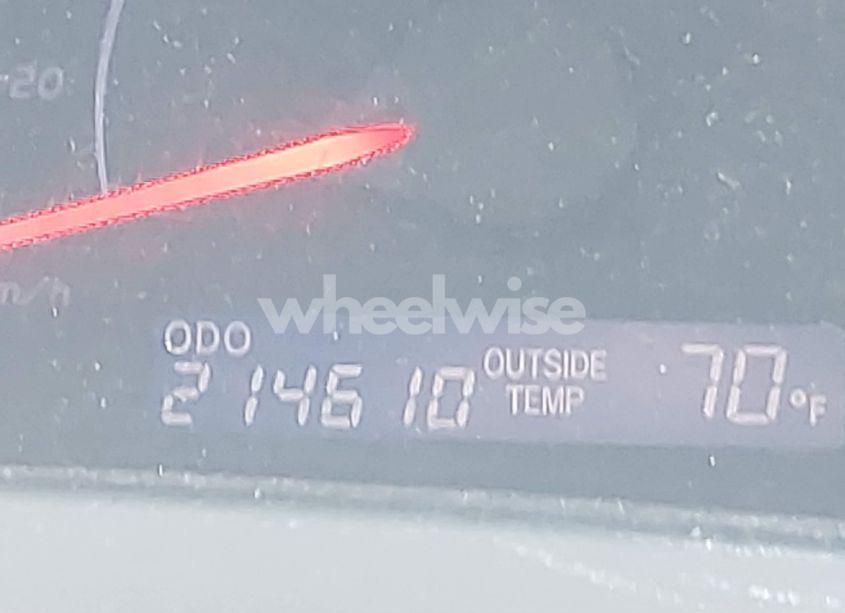 -20
m/h
wheelwise
ODO
214610
OUTSIDE
TEMP
70°F